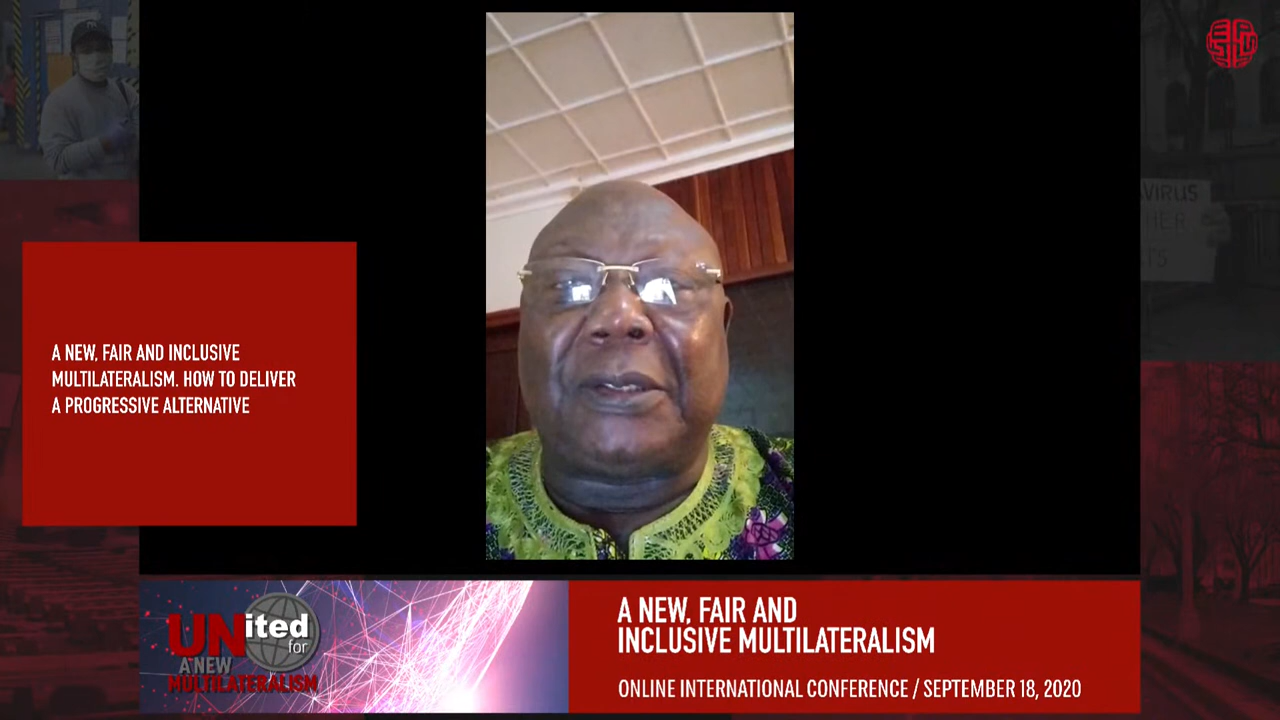 A NEW, FAIR AND INCLUSIVE
MULTILATERALISM. HOW TO DELIVER
A PROGRESSIVE ALTERNATIVE
VIRUS
UNited
for
A NEW
MULTILATERALISM
A NEW, FAIR AND
INCLUSIVE MULTILATERALISM
ONLINE INTERNATIONAL CONFERENCE / SEPTEMBER 18, 2020